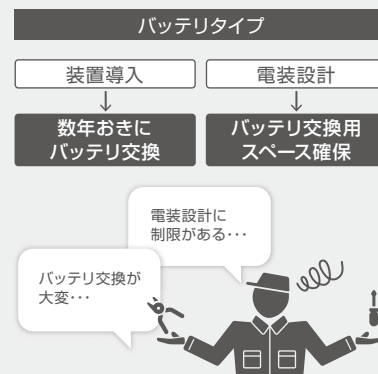 バッテリタイプ
装置導入
電装設計
数年おきに
バッテリ交換
バッテリ交換用
スペース確保
電装設計に
制限がある･･･
バッテリ交換が
大変･･･